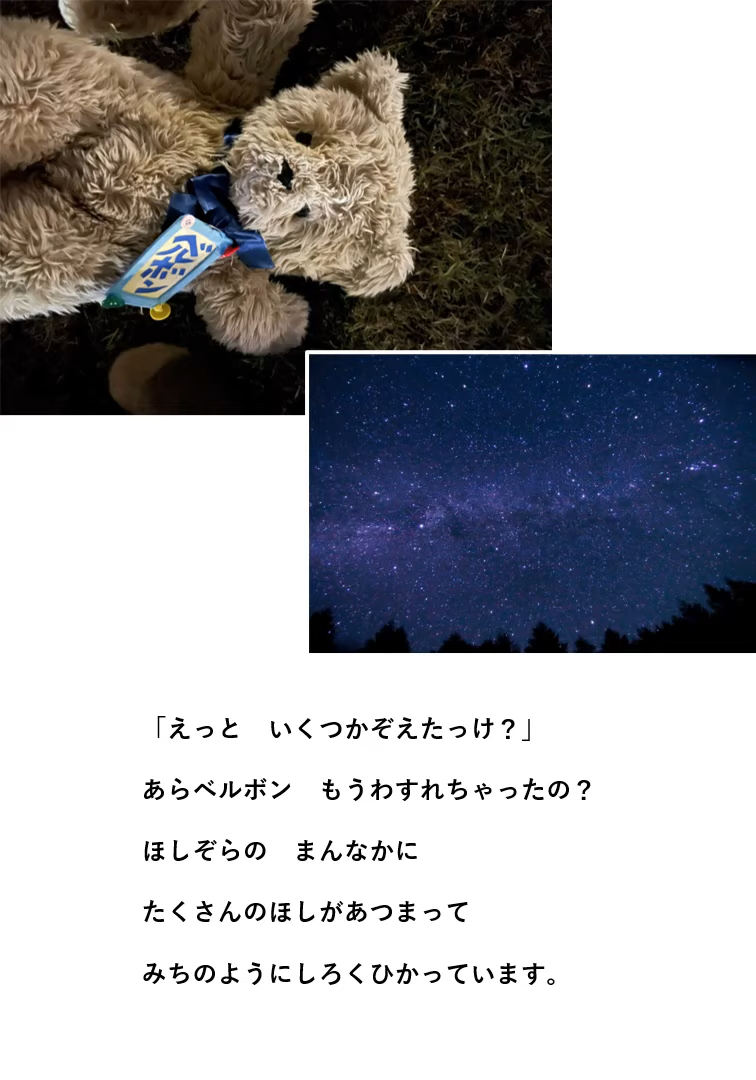 ベルボン
「えっと　いくつかぞえたっけ？」
あらベルボン　もうわすれちゃったの？
ほしぞらの　まんなかに
たくさんのほしがあつまって
みちのようにしろくひかっています。